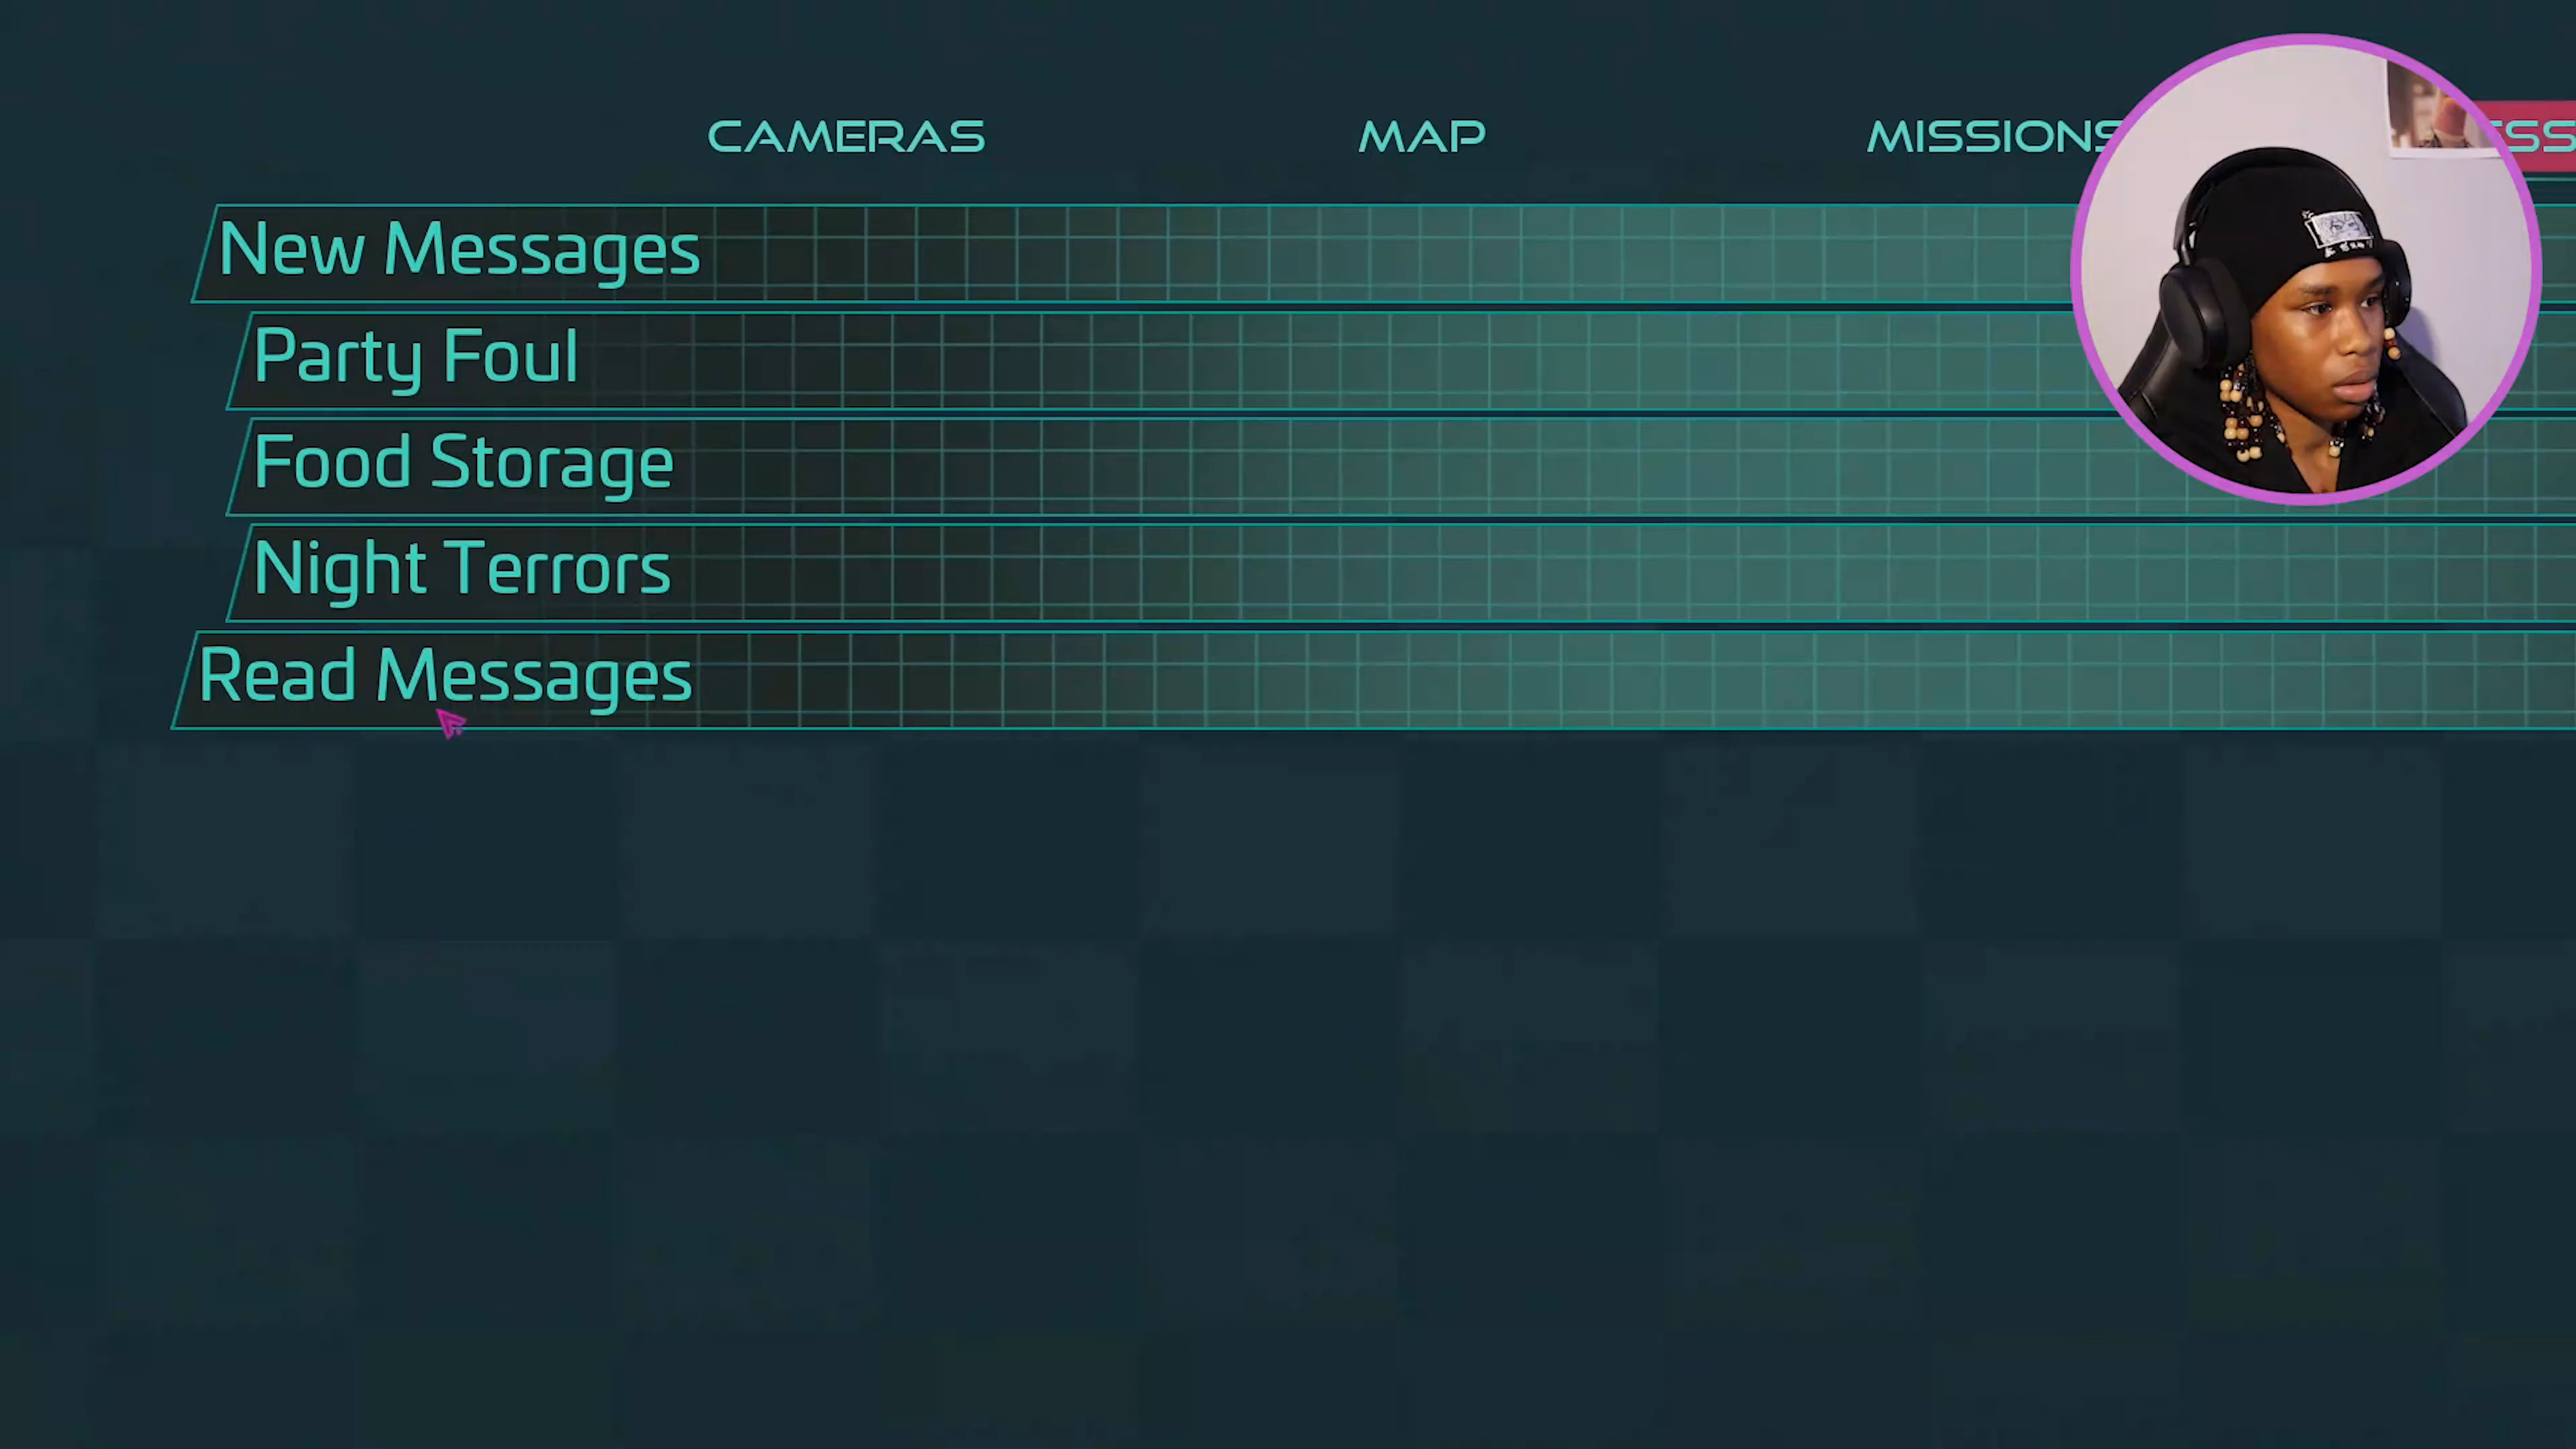 CAMERAS MAP MISSIONS
New Messages
Party Foul
Food Storage
Night Terrors
Read Messages